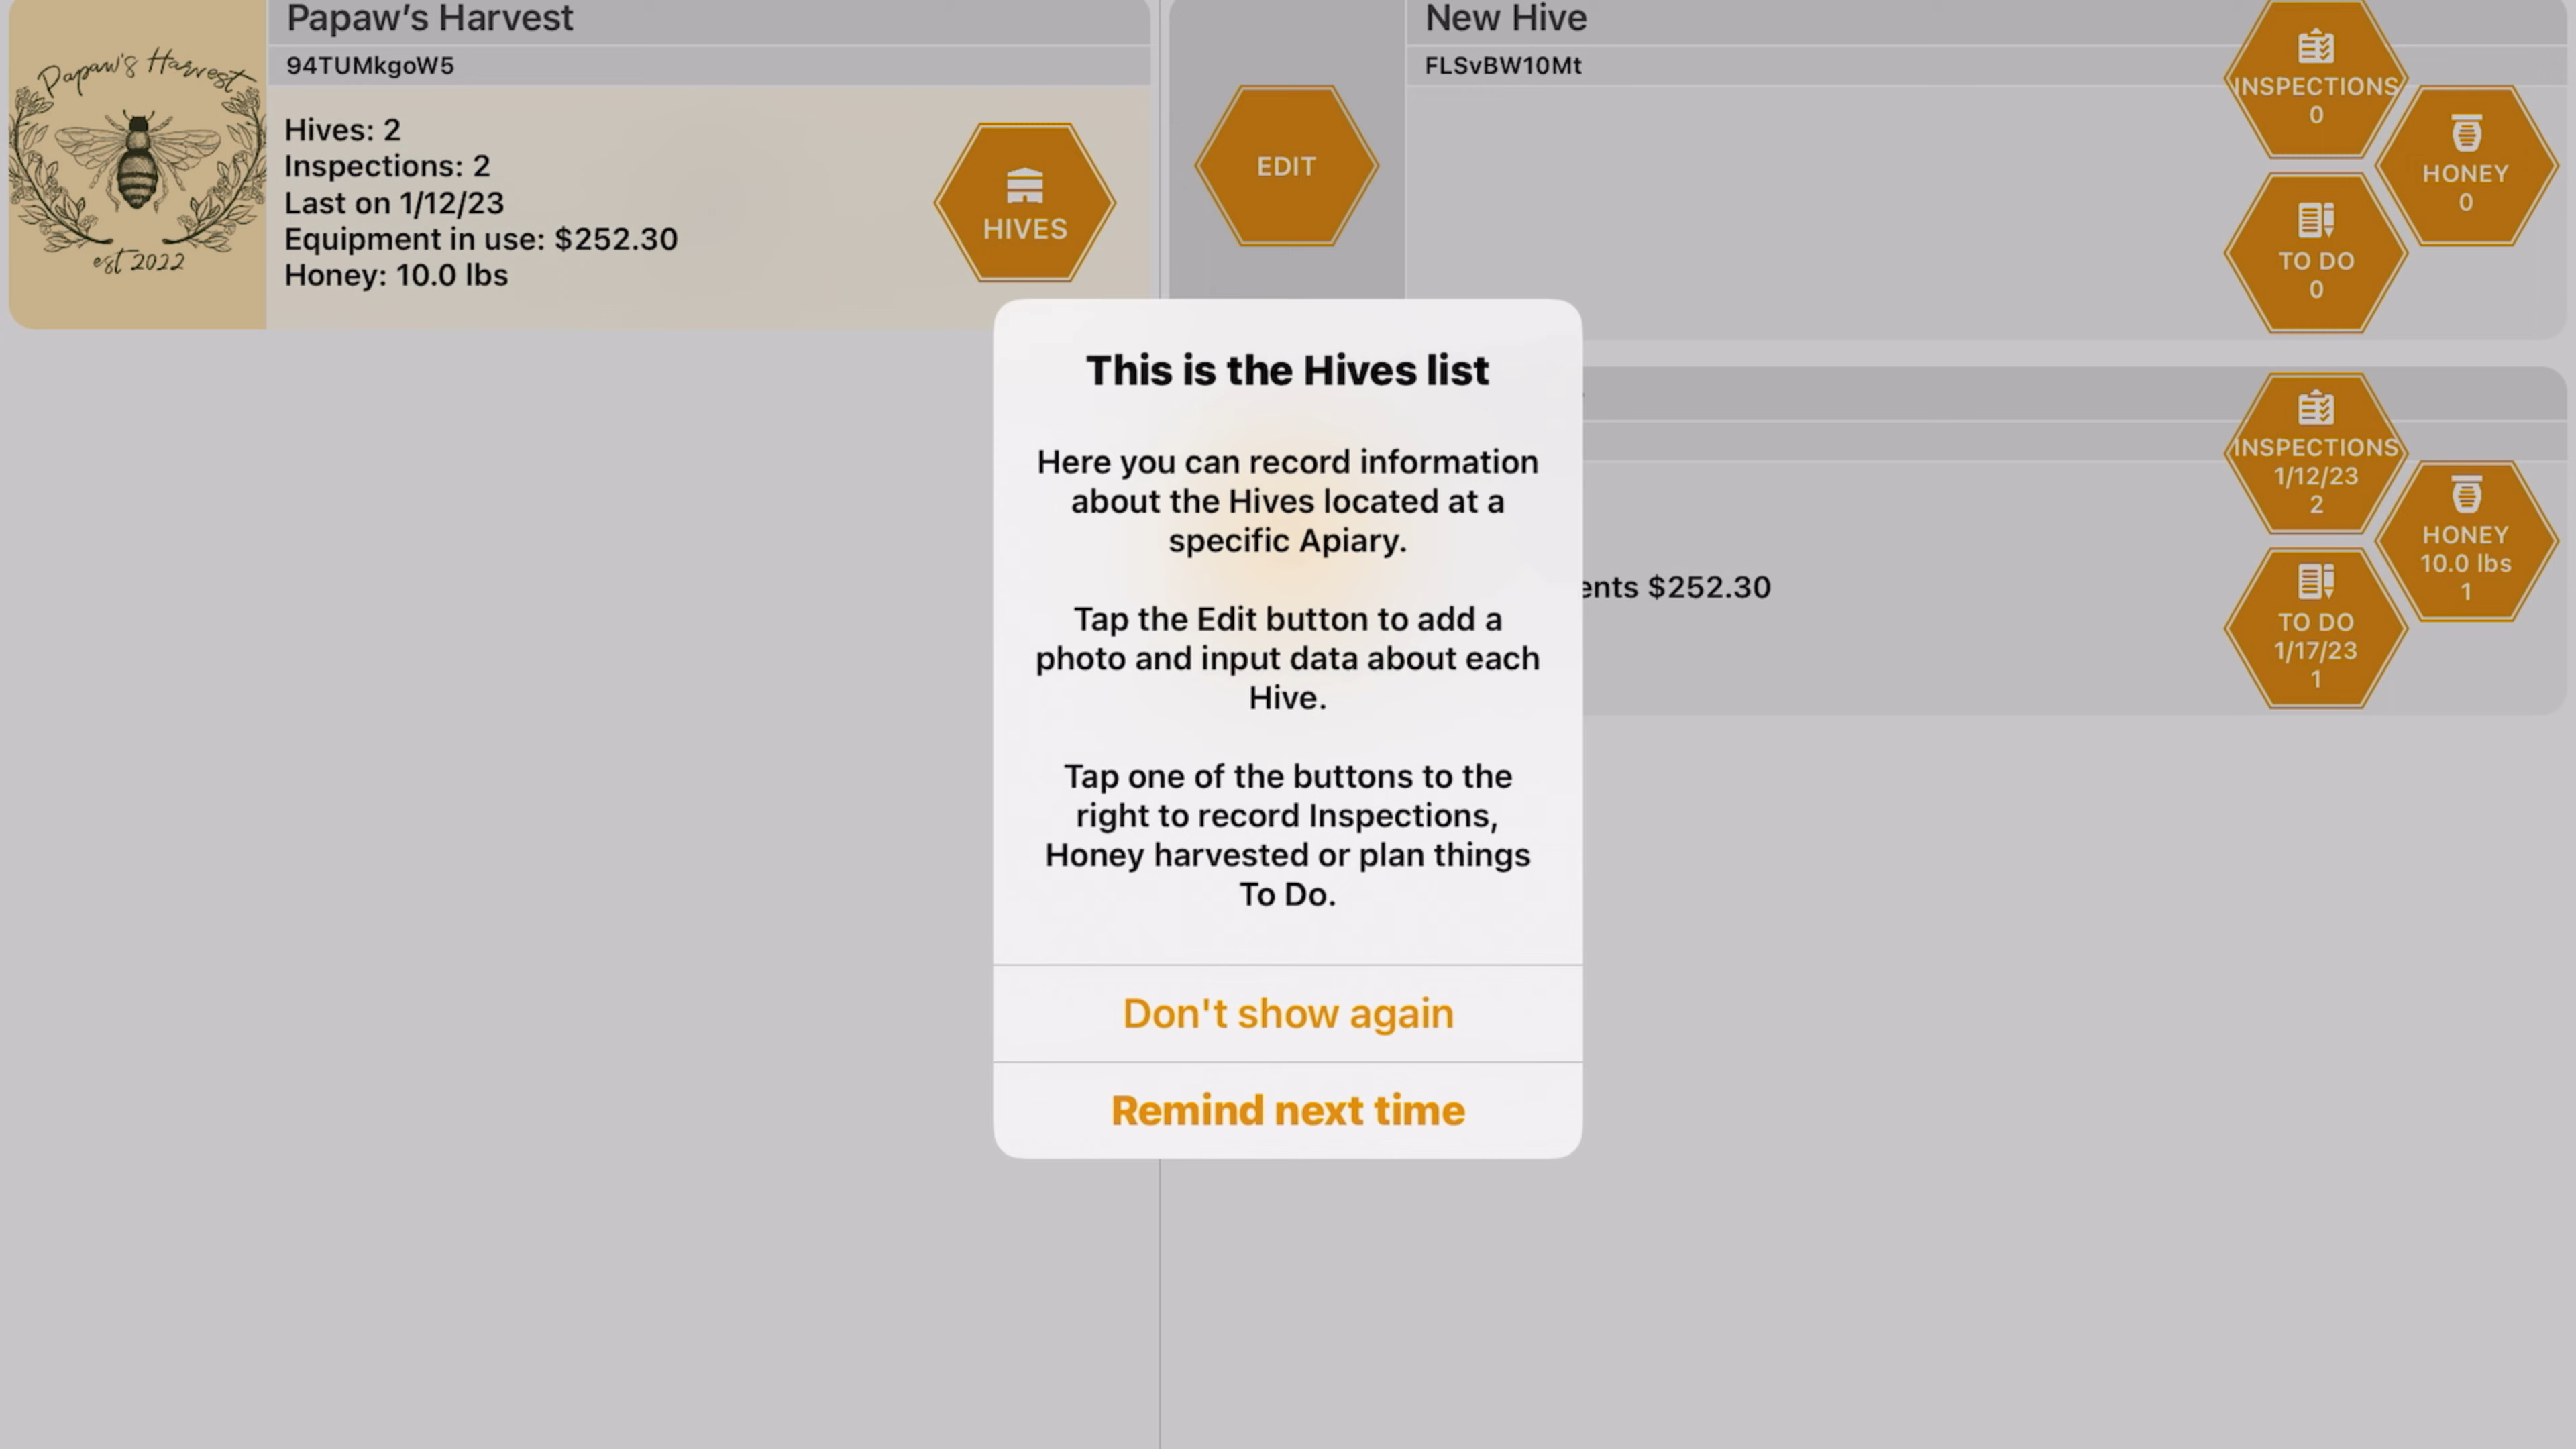 Papaw's Harvest
94TUMkgoW5
Papaw's Harvest
est 2022
Hives: 2
Inspections: 2
Last on 1/12/23
Equipment in use: $252.30
Honey: 10.0 lbs
HIVES
New Hive
FLSvBW10Mt
EDIT
INSPECTIONS
0
HONEY
0
TO DO
0
This is the Hives list
Here you can record information
about the Hives located at a
specific Apiary.
Tap the Edit button to add a
photo and input data about each
Hive.
Tap one of the buttons to the
right to record Inspections,
Honey harvested or plan things
To Do.
Don't show again
Remind next time
ents $252.30
INSPECTIONS
1/12/23
2
HONEY
10.0 lbs
1
TO DO
1/17/23
1